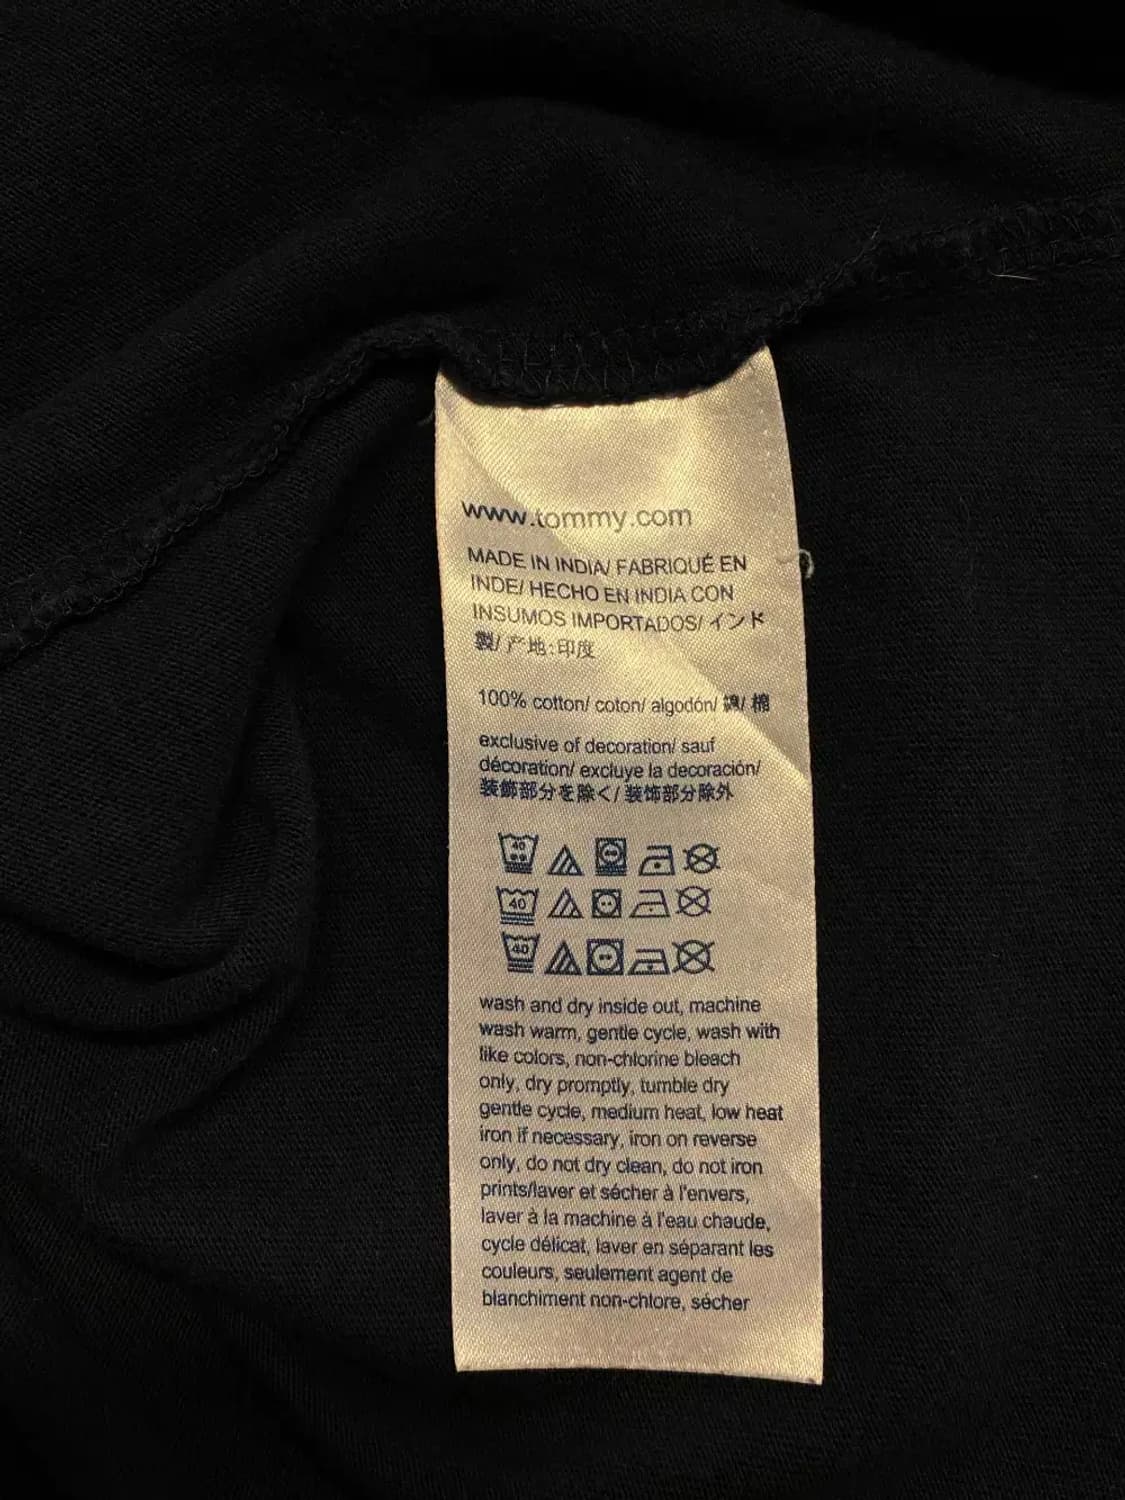 www.tommy.com
MADE IN INDIA/ FABRIQUÉ EN
INDE/ HECHO EN INDIA CON
INSUMOS IMPORTADOS/ インド
製/ 产地:印度
100% cotton/ coton/ algodón/ 綿/ 棉
exclusive of decoration/ sauf
décoration/ excluye la decoración/
装飾部分を除く/ 装饰部分除外
40
40
40
wash and dry inside out, machine
wash warm, gentle cycle, wash with
like colors, non-chlorine bleach
only, dry promptly, tumble dry
gentle cycle, medium heat, low heat
iron if necessary, iron on reverse
only, do not dry clean, do not iron
prints/laver et sécher à l'envers,
laver à la machine à l'eau chaude,
cycle délicat, laver en séparant les
couleurs, seulement agent de
blanchiment non-chlore, sécher